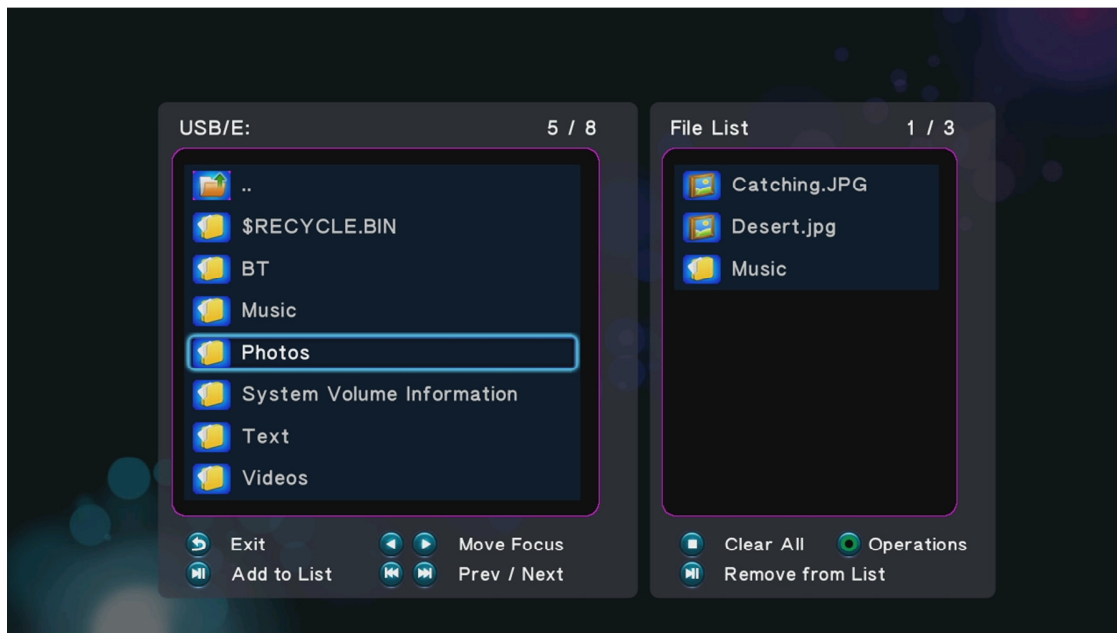 USB/E: 5 / 8
..
$RECYCLE.BIN
BT
Music
Photos
System Volume Information
Text
Videos
Exit Move Focus
Add to List Prev / Next
File List 1 / 3
Catching.JPG
Desert.jpg
Music
Clear All Operations
Remove from List